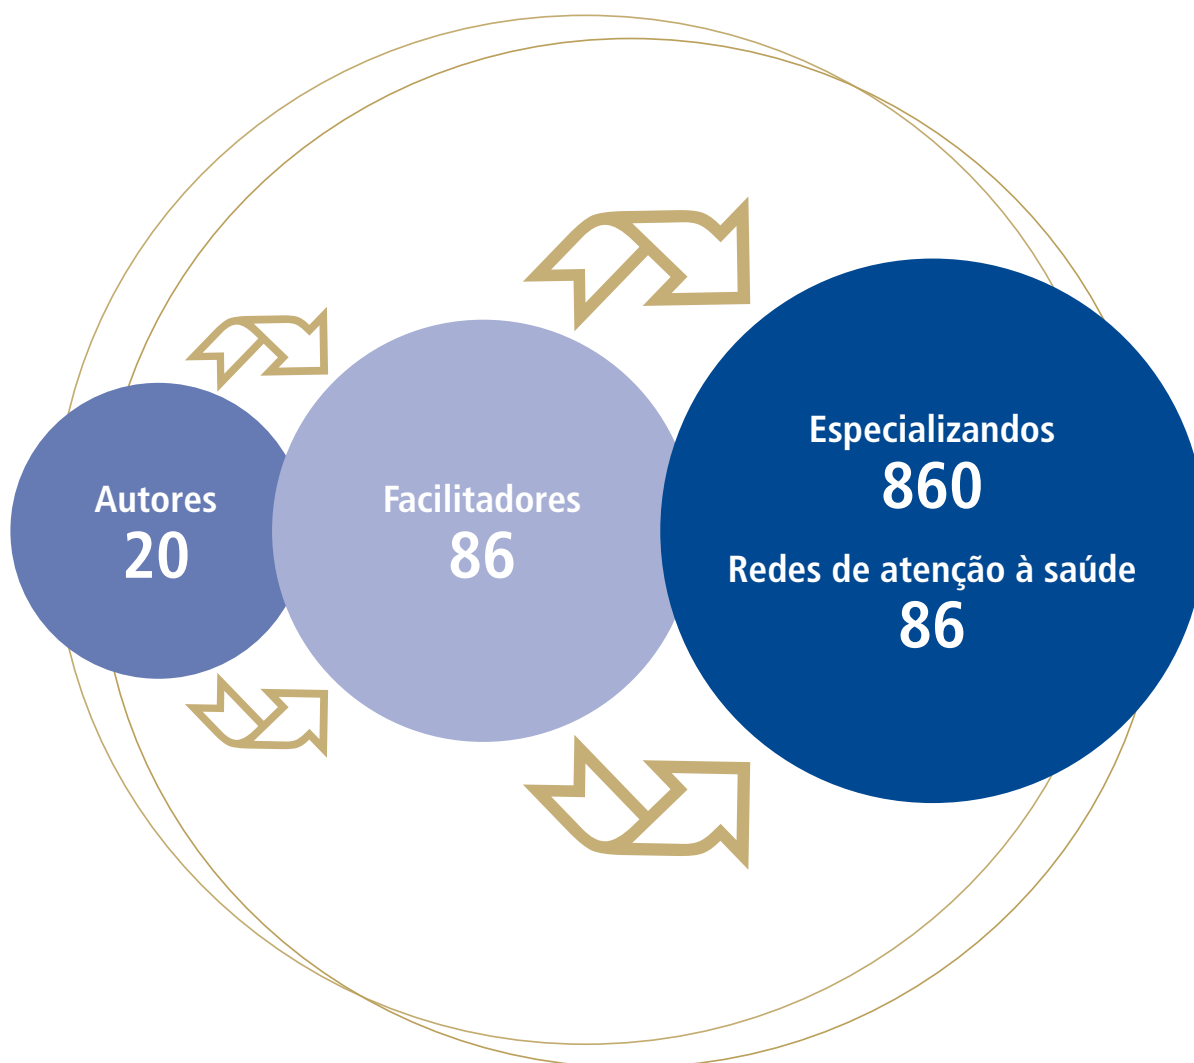 Autores
20
Facilitadores
86
Especializandos
860
Redes de atenção à saúde
86